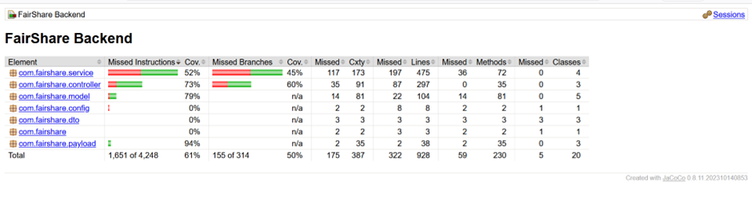 FairShare Backend Sessions
FairShare Backend
Element Missed Instructions Cov. Missed Branches Cov. Missed Cxty Missed Lines Missed Methods Missed Classes
com.fairshare.service 52% 45% 117 173 197 475 36 72 0 4
com.fairshare.controller 73% 60% 35 91 87 297 0 35 0 3
com.fairshare.model 79% n/a 14 81 22 104 14 81 0 5
com.fairshare.config 0% n/a 2 2 8 8 2 2 1 1
com.fairshare.dto n/a 3 3 3 3 3 3 3 3
com.fairshare n/a 2 2 3 3 2 2 1 1
com.fairshare.payload 94% n/a 2 35 2 38 2 35 0 3
Total 1,651 of 4,248 61% 155 of 314 50% 175 387 322 928 59 230 5 20
Created with JaCoCo 0.8.11.202310140853